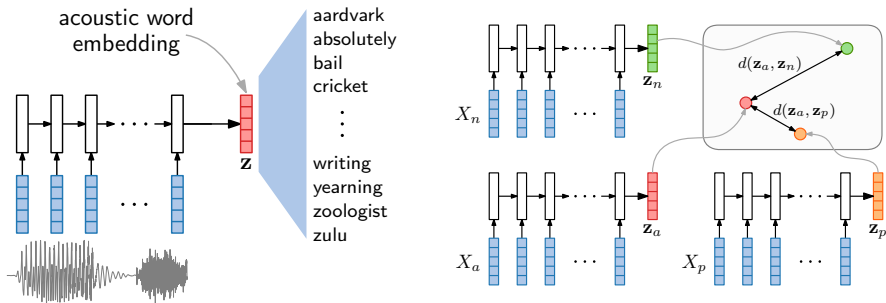 acoustic word
embedding
z
aardvark
absolutely
bail
cricket
writing
yearning
zoologist
zulu
X_n
z_n
d(z_a, z_n)
d(z_a, z_p)
X_a
z_a
X_p
z_p